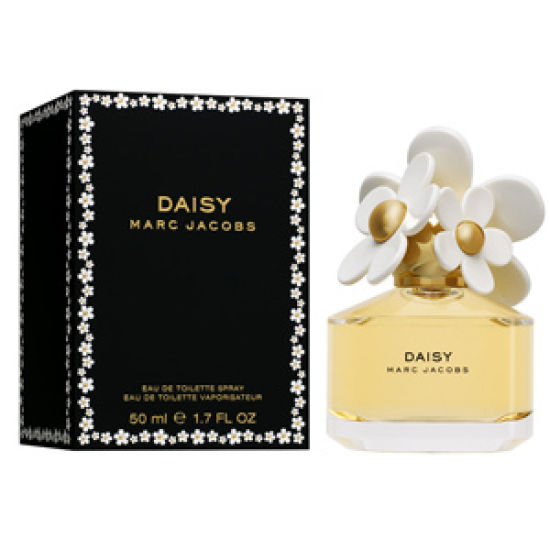 DAISY
MARC JACOBS
EAU DE TOILETTE SPRAY
EAU DE TOILETTE VAPORISATEUR
50 ml ℮ 1.7 FL OZ
DAISY
MARC JACOBS